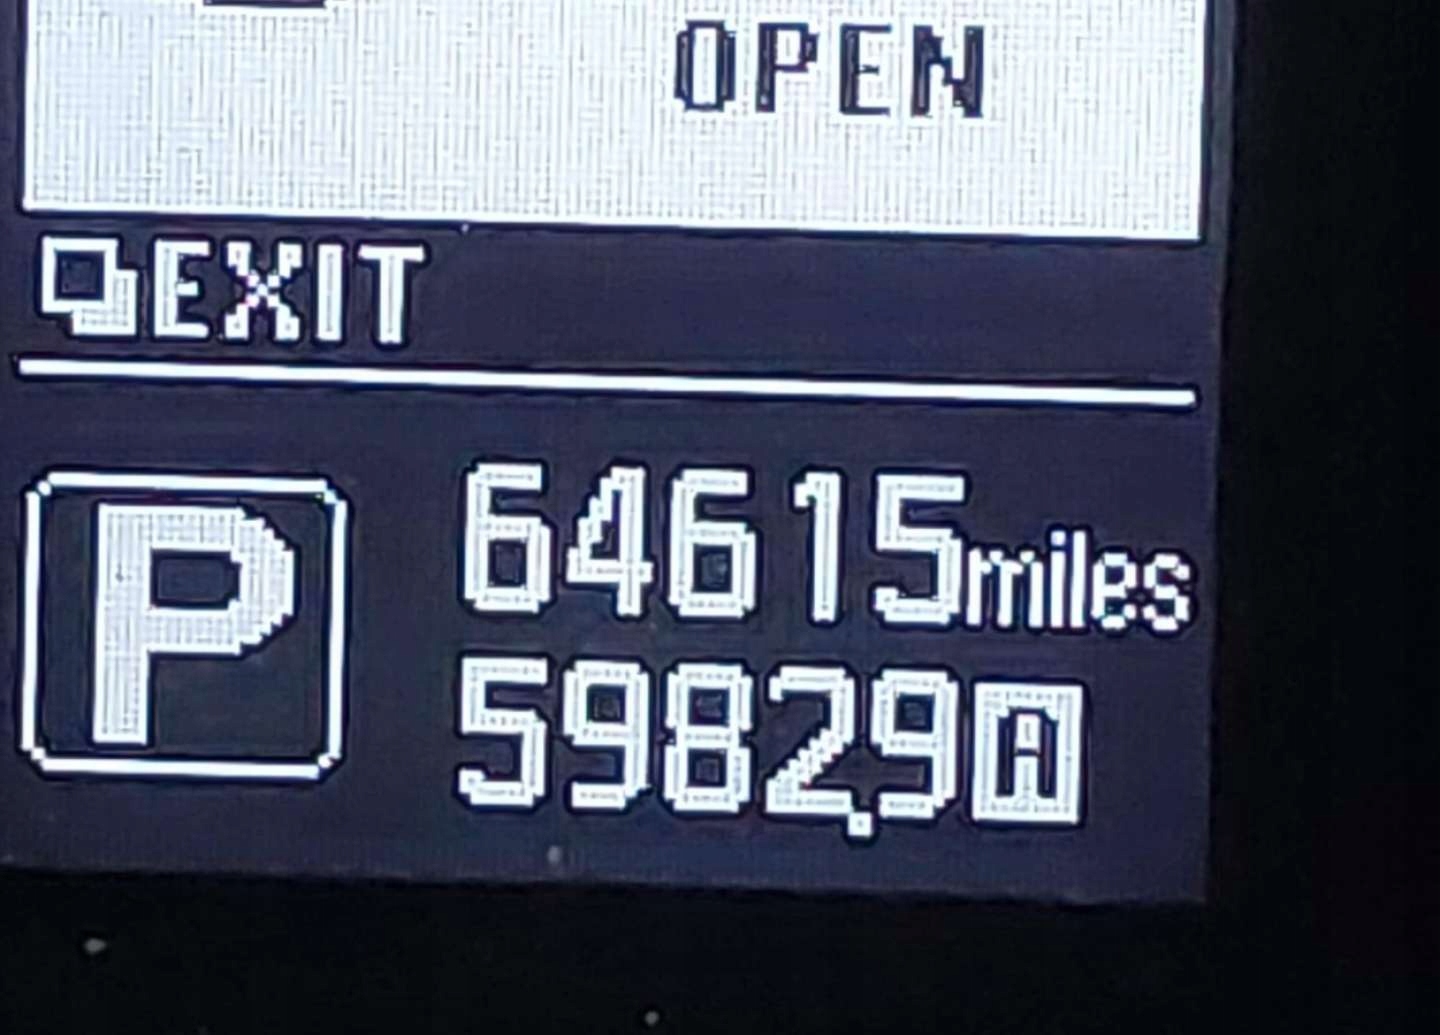 OPEN
EXIT
P
64615miles
5982.9A